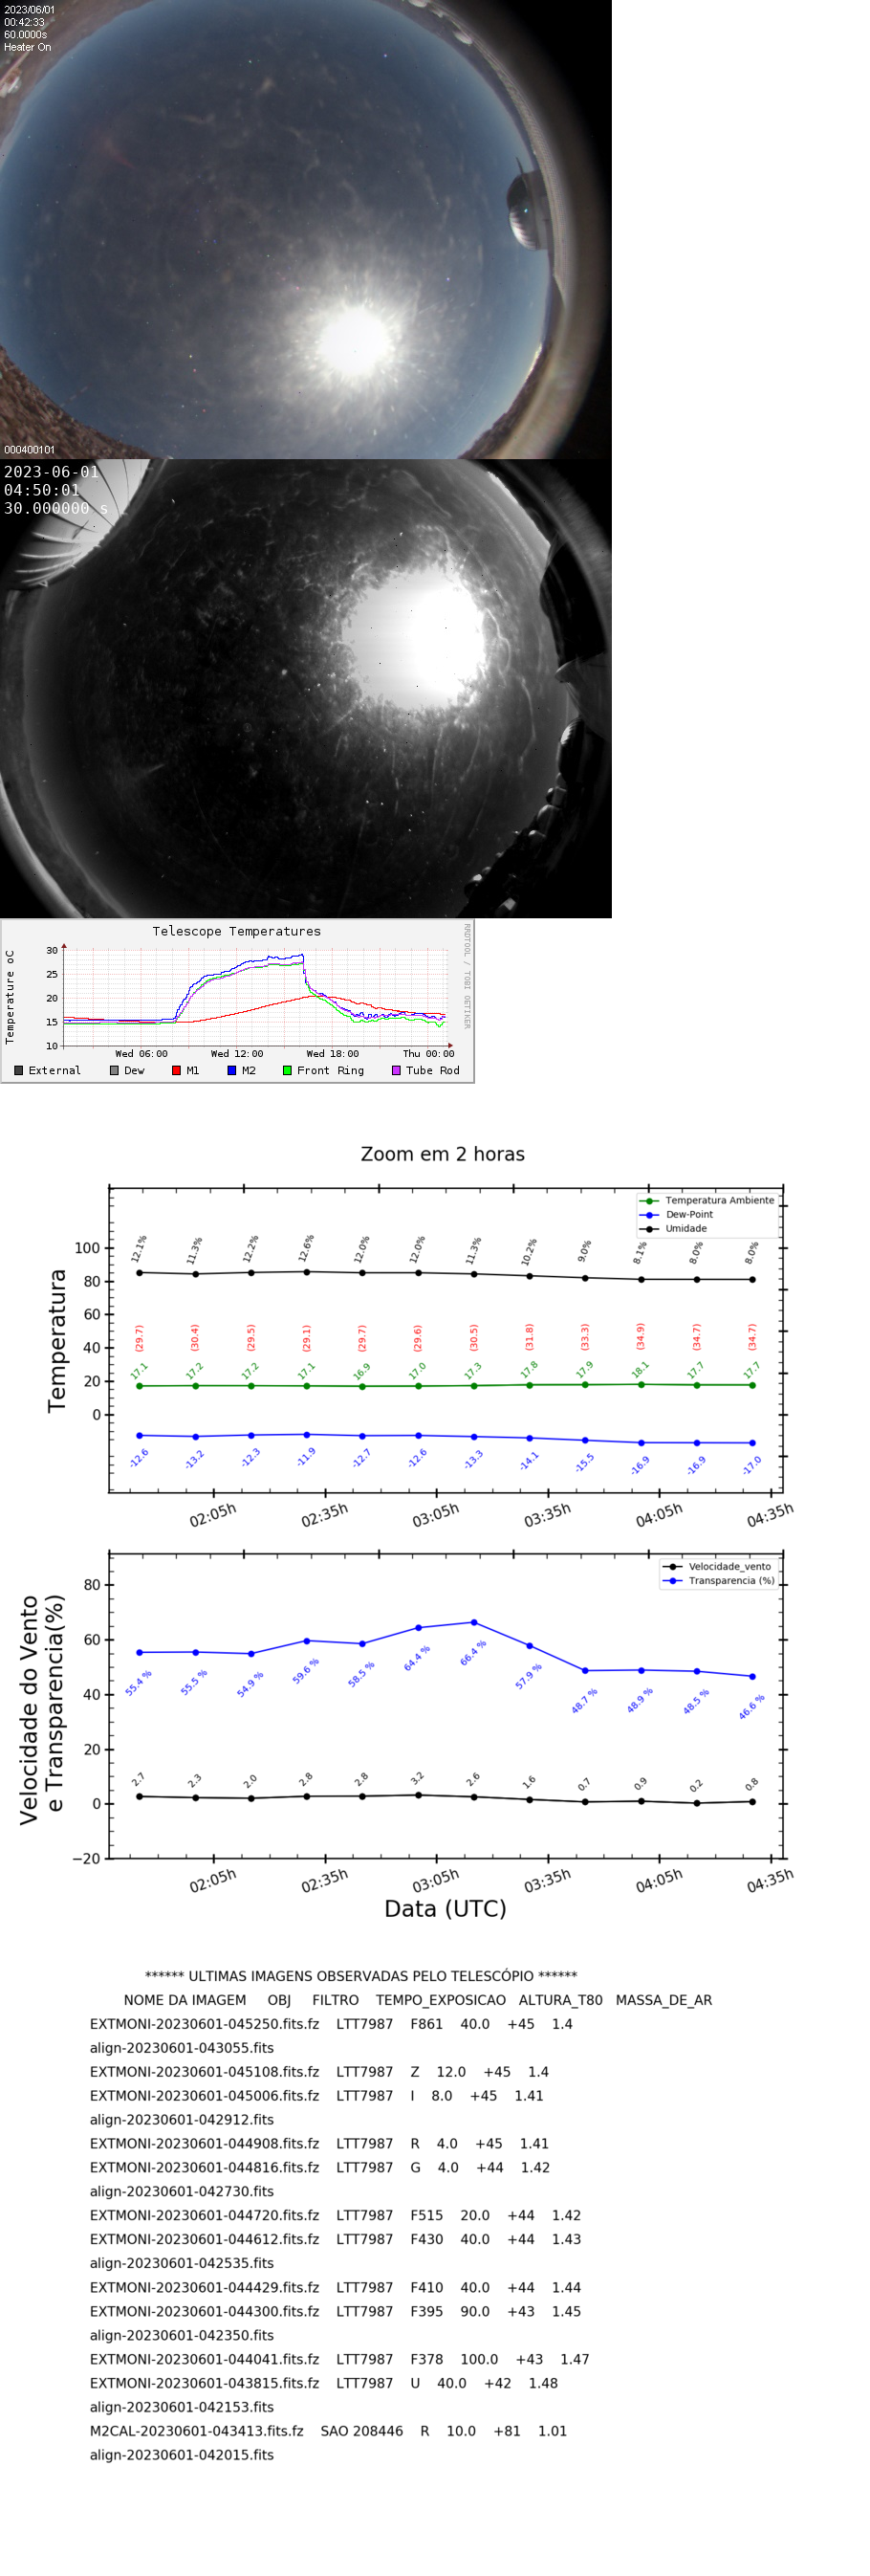 2023/06/01
00:42:33
60.0000s
Heater On
000400101
2023-06-01
04:50:01
30.000000 s
Telescope Temperatures
RRDTOOL / TOBI OETIKER
Temperature oC
30
25
20
15
10
Wed 06:00 Wed 12:00 Wed 18:00 Thu 00:00
External Dew M1 M2 Front Ring Tube Rod
Zoom em 2 horas
Temperatura Ambiente
Dew-Point
Umidade
Temperatura
100
80
60
40
20
0
12.1% 11.3% 12.2% 12.6% 12.0% 12.0% 11.3% 10.2% 9.0% 8.1% 8.0% 8.0%
(29.7) (30.4) (29.5) (29.1) (29.7) (29.6) (30.5) (31.8) (33.3) (34.9) (34.7) (34.7)
17.1 17.2 17.2 17.1 16.9 17.0 17.3 17.8 17.9 18.1 17.7 17.7
-12.6 -13.2 -12.3 -11.9 -12.7 -12.6 -13.3 -14.1 -15.5 -16.9 -16.9 -17.0
02:05h 02:35h 03:05h 03:35h 04:05h 04:35h
Velocidade_vento
Transparencia (%)
Velocidade do Vento
e Transparencia(%)
80
60
40
20
0
−20
55.4 % 55.5 % 54.9 % 59.6 % 58.5 % 64.4 % 66.4 % 57.9 % 48.7 % 48.9 % 48.5 % 46.6 %
2.7 2.3 2.0 2.8 2.8 3.2 2.6 1.6 0.7 0.9 0.2 0.8
02:05h 02:35h 03:05h 03:35h 04:05h 04:35h
Data (UTC)
****** ULTIMAS IMAGENS OBSERVADAS PELO TELESCÓPIO ******
NOME DA IMAGEM OBJ FILTRO TEMPO_EXPOSICAO ALTURA_T80 MASSA_DE_AR
EXTMONI-20230601-045250.fits.fz LTT7987 F861 40.0 +45 1.4
align-20230601-043055.fits
EXTMONI-20230601-045108.fits.fz LTT7987 Z 12.0 +45 1.4
EXTMONI-20230601-045006.fits.fz LTT7987 I 8.0 +45 1.41
align-20230601-042912.fits
EXTMONI-20230601-044908.fits.fz LTT7987 R 4.0 +45 1.41
EXTMONI-20230601-044816.fits.fz LTT7987 G 4.0 +44 1.42
align-20230601-042730.fits
EXTMONI-20230601-044720.fits.fz LTT7987 F515 20.0 +44 1.42
EXTMONI-20230601-044612.fits.fz LTT7987 F430 40.0 +44 1.43
align-20230601-042535.fits
EXTMONI-20230601-044429.fits.fz LTT7987 F410 40.0 +44 1.44
EXTMONI-20230601-044300.fits.fz LTT7987 F395 90.0 +43 1.45
align-20230601-042350.fits
EXTMONI-20230601-044041.fits.fz LTT7987 F378 100.0 +43 1.47
EXTMONI-20230601-043815.fits.fz LTT7987 U 40.0 +42 1.48
align-20230601-042153.fits
M2CAL-20230601-043413.fits.fz SAO 208446 R 10.0 +81 1.01
align-20230601-042015.fits